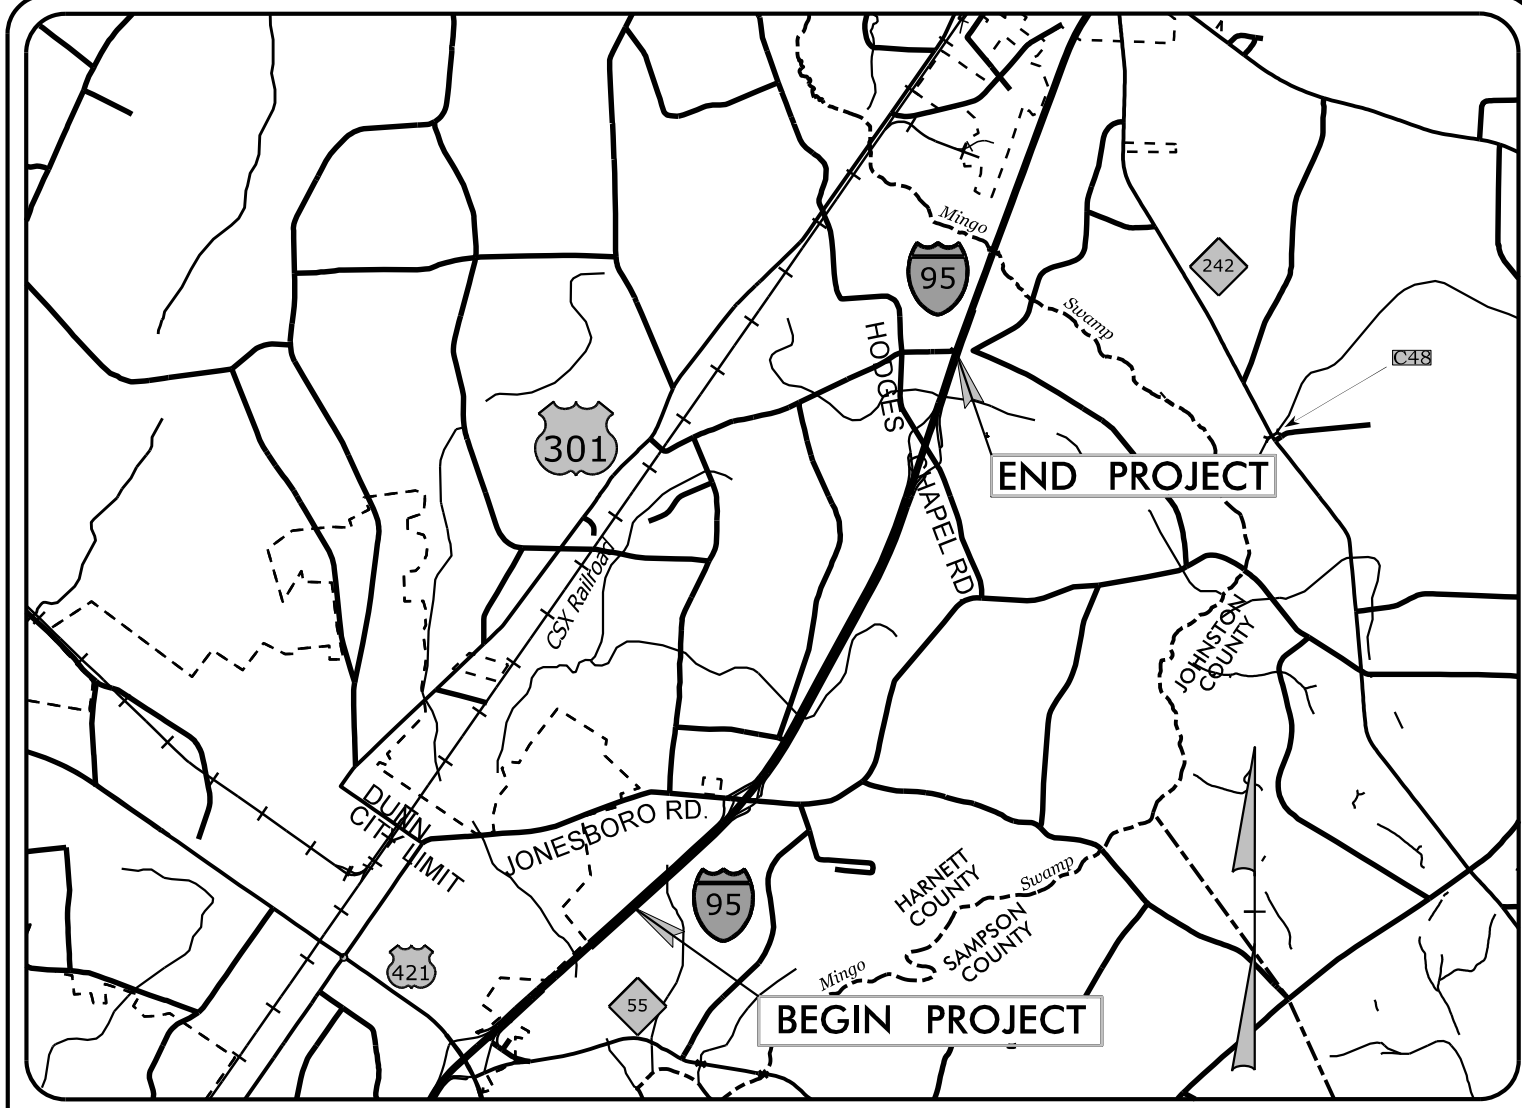 Mingo
95
242
Swamp
HODGES
C48
301
END PROJECT
CHAPEL RD
CSX Railroad
JOHNSTON
COUNTY
DUNN
CITY LIMIT
JONESBORO RD.
95
HARNETT
COUNTY
Swamp
SAMPSON
COUNTY
421
Mingo
55
BEGIN PROJECT